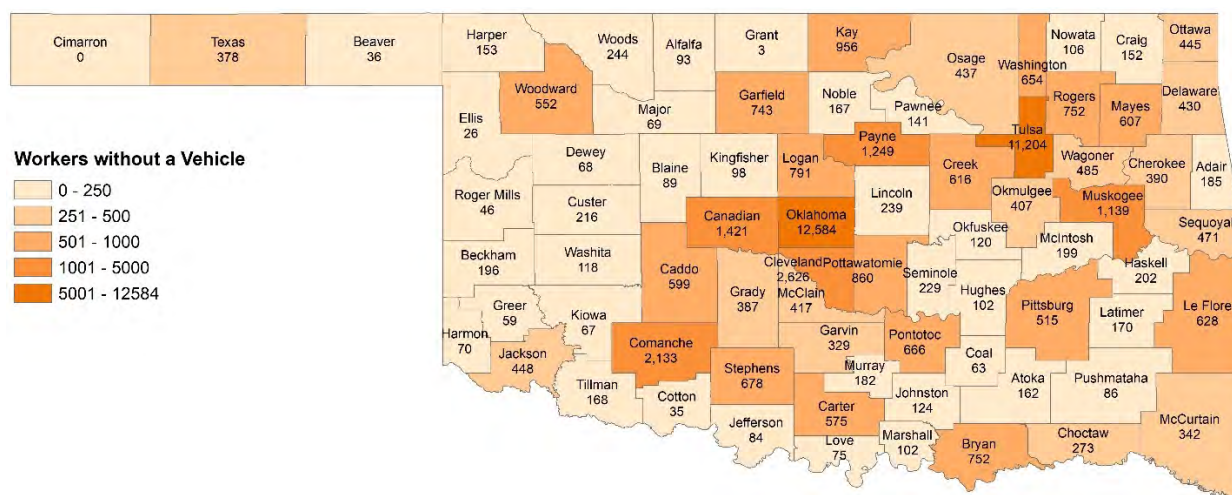 Cimarron
0
Texas
378
Beaver
36
Harper
153
Woods
244
Alfalfa
93
Grant
3
Kay
956
Osage
437
Washington
654
Nowata
106
Craig
152
Ottawa
445
Woodward
552
Ellis
26
Major
69
Garfield
743
Noble
167
Pawnee
141
Rogers
752
Mayes
607
Delaware
430
Tulsa
11,204
Payne
1,249
Workers without a Vehicle
0 - 250
251 - 500
501 - 1000
1001 - 5000
5001 - 12584
Dewey
68
Blaine
89
Kingfisher
98
Logan
791
Lincoln
239
Creek
616
Wagoner
485
Cherokee
390
Adair
185
Roger Mills
46
Custer
216
Canadian
1,421
Oklahoma
12,584
Okmulgee
407
Muskogee
1,139
Sequoyal
471
Okfuskee
120
McIntosh
199
Beckham
196
Washita
118
Caddo
599
Grady
387
Cleveland
2,626
McClain
417
Pottawatomie
860
Seminole
229
Hughes
102
Haskell
202
Pittsburg
515
Latimer
170
Le Flore
628
Greer
59
Kiowa
67
Harmon
70
Jackson
448
Comanche
2,133
Garvin
329
Pontotoc
666
Coal
63
Murray
182
Tillman
168
Cotton
35
Stephens
678
Carter
575
Johnston
124
Atoka
162
Pushmataha
86
McCurtain
342
Jefferson
84
Love
75
Marshall
102
Bryan
752
Choctaw
273